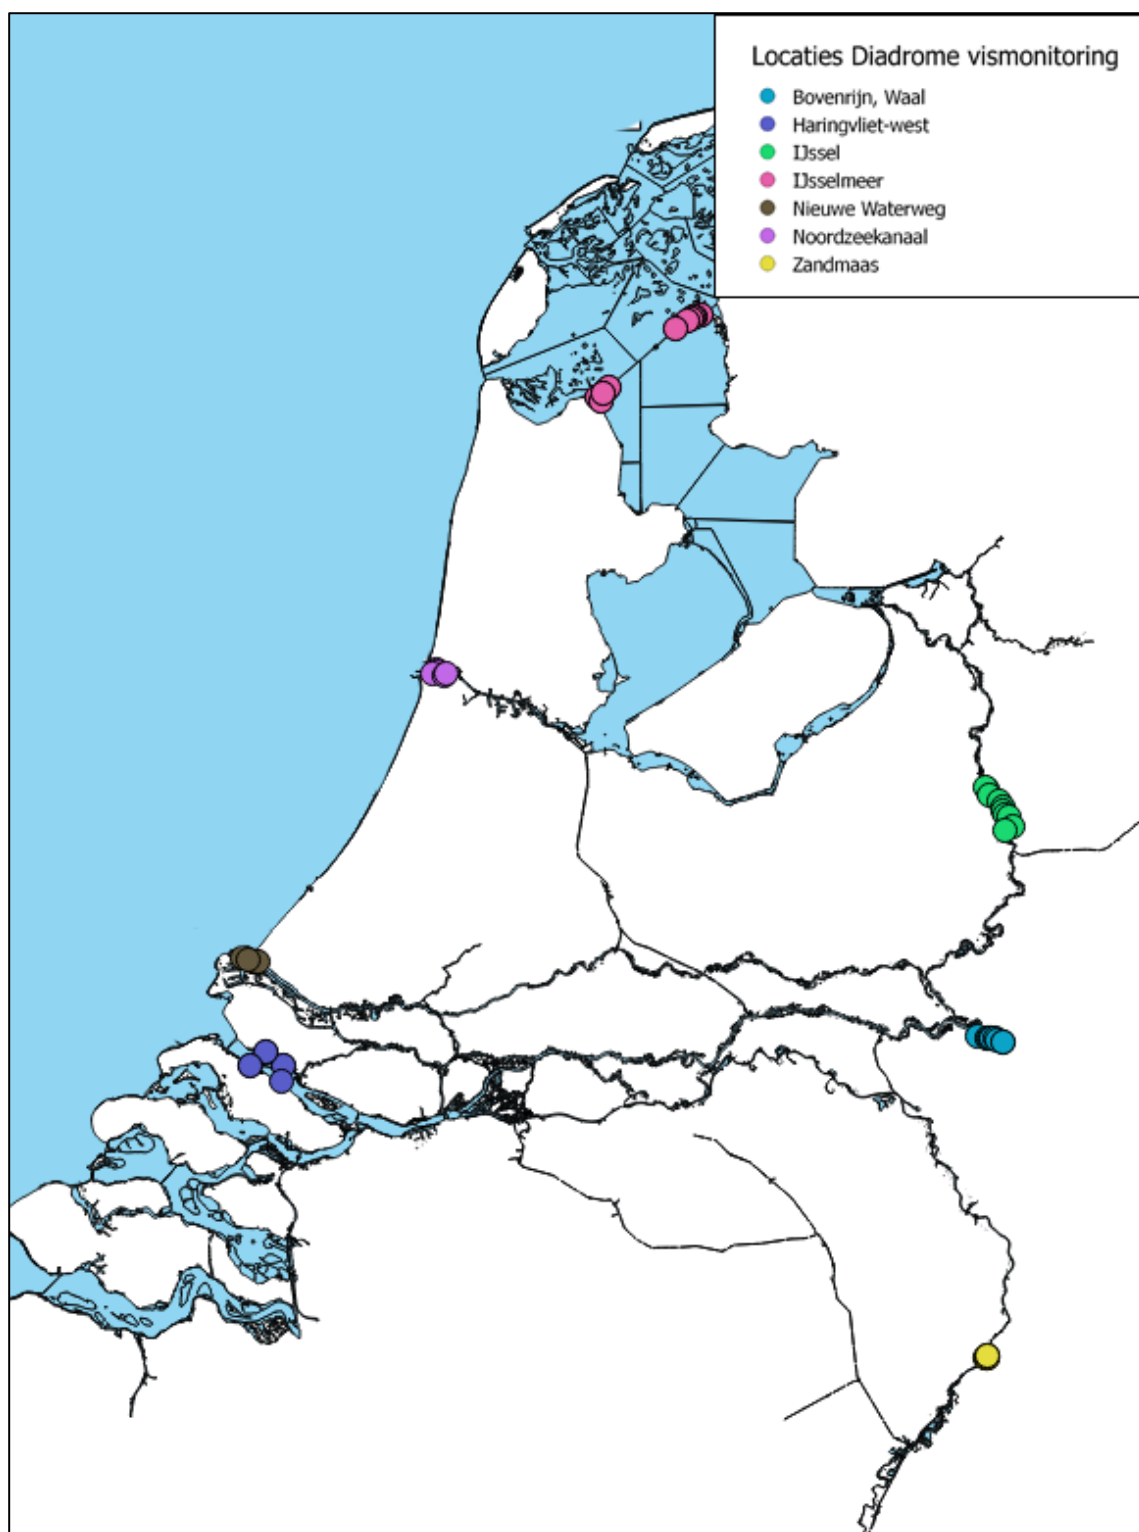 Locaties Diadrome vismonitoring
Bovenrijn, Waal
Haringvliet-west
IJssel
IJsselmeer
Nieuwe Waterweg
Noordzeekanaal
Zandmaas